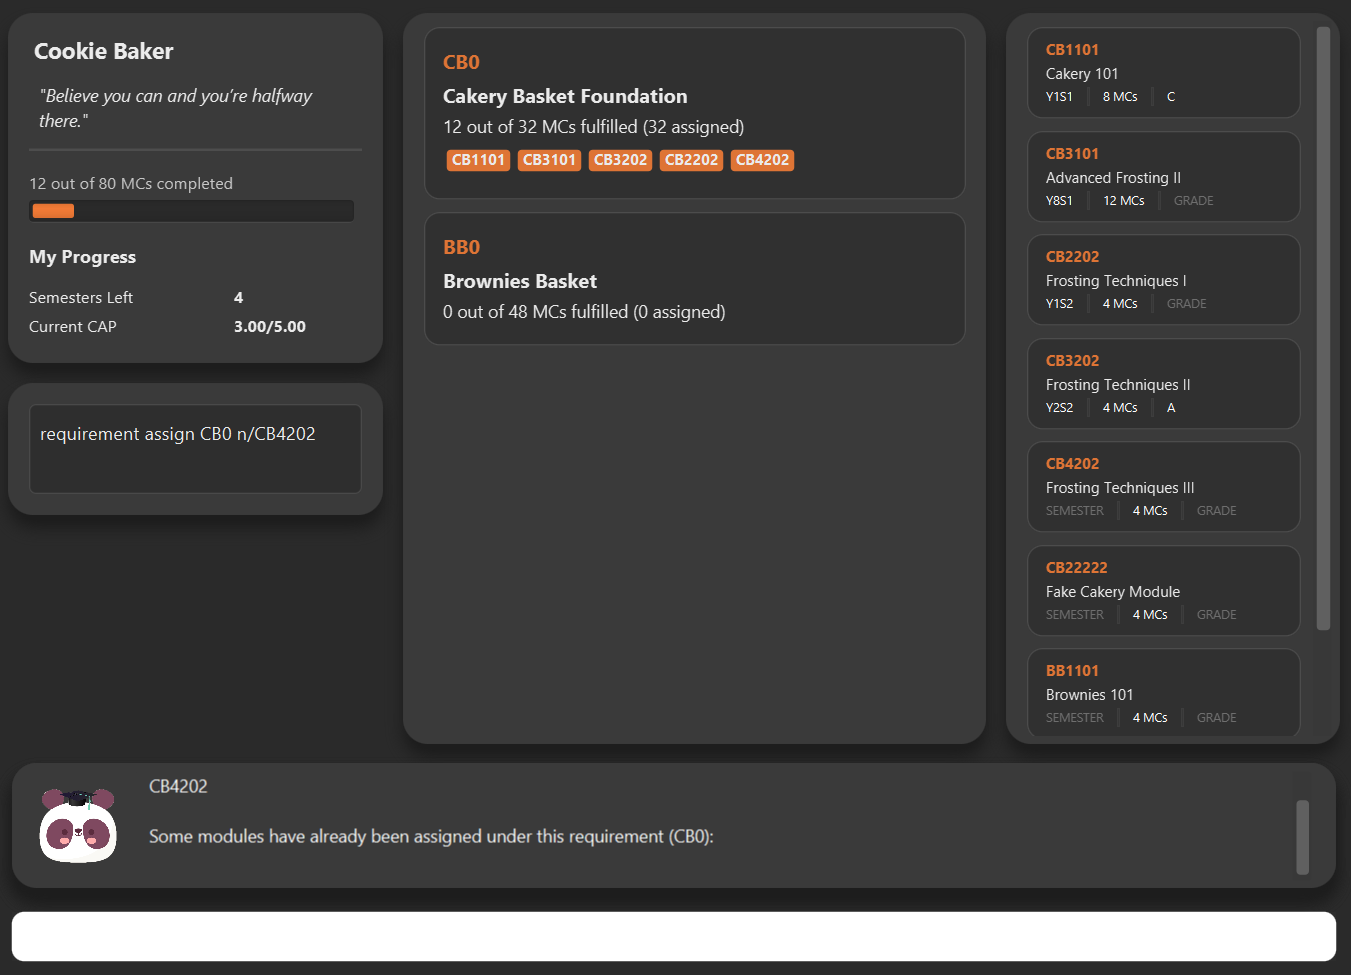 Cookie Baker
"Believe you can and you're halfway
there."
12 out of 80 MCs completed
My Progress
Semesters Left 4
Current CAP 3.00/5.00
requirement assign CB0 n/CB4202
CB0
Cakery Basket Foundation
12 out of 32 MCs fulfilled (32 assigned)
CB1101 CB3101 CB3202 CB2202 CB4202
BB0
Brownies Basket
0 out of 48 MCs fulfilled (0 assigned)
CB1101
Cakery 101
Y1S1 8 MCs C
CB3101
Advanced Frosting II
Y8S1 12 MCs GRADE
CB2202
Frosting Techniques I
Y1S2 4 MCs GRADE
CB3202
Frosting Techniques II
Y2S2 4 MCs A
CB4202
Frosting Techniques III
SEMESTER 4 MCs GRADE
CB22222
Fake Cakery Module
SEMESTER 4 MCs GRADE
BB1101
Brownies 101
SEMESTER 4 MCs GRADE
CB4202
Some modules have already been assigned under this requirement (CB0):